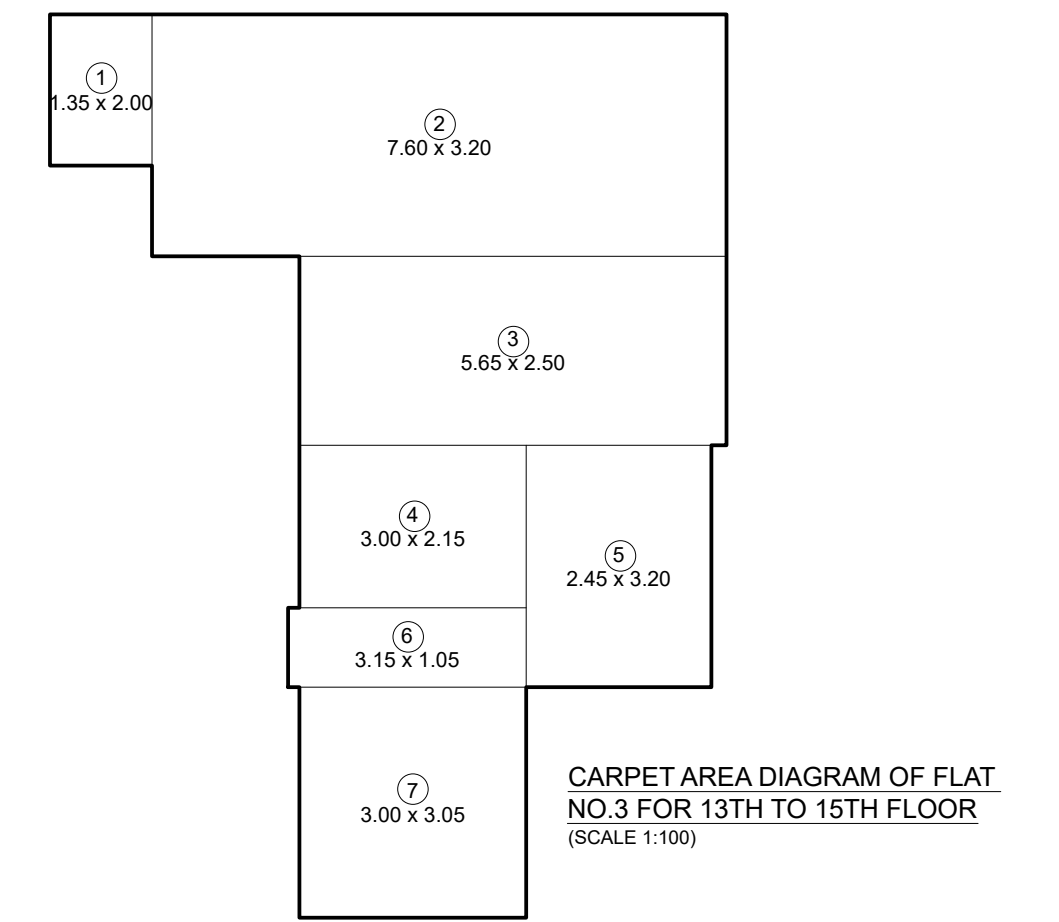 1
1.35 x 2.00
2
7.60 x 3.20
3
5.65 x 2.50
4
3.00 x 2.15
5
2.45 x 3.20
6
3.15 x 1.05
7
3.00 x 3.05
CARPET AREA DIAGRAM OF FLAT
NO.3 FOR 13TH TO 15TH FLOOR
(SCALE 1:100)